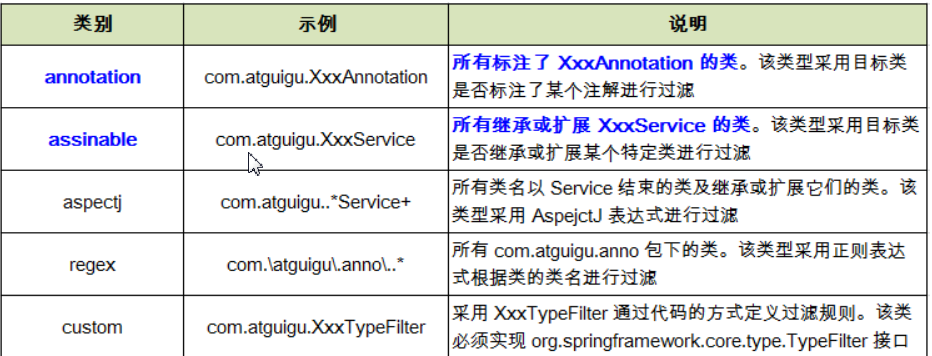 类别 示例 说明
annotation com.atguigu.XxxAnnotation 所有标注了 XxxAnnotation 的类。该类型采用目标类
是否标注了某个注解进行过滤
assinable com.atguigu.XxxService 所有继承或扩展 XxxService 的类。该类型采用目标类
是否继承或扩展某个特定类进行过滤
aspectj com.atguigu..*Service+ 所有类名以 Service 结束的类及继承或扩展它们的类。该
类型采用 AspejctJ 表达式进行过滤
regex com.\atguigu\.anno\..* 所有 com.atguigu.anno 包下的类。该类型采用正则表达
式根据类的类名进行过滤
custom com.atguigu.XxxTypeFilter 采用 XxxTypeFilter 通过代码的方式定义过滤规则。该类
必须实现 org.springframework.core.type.TypeFilter 接口